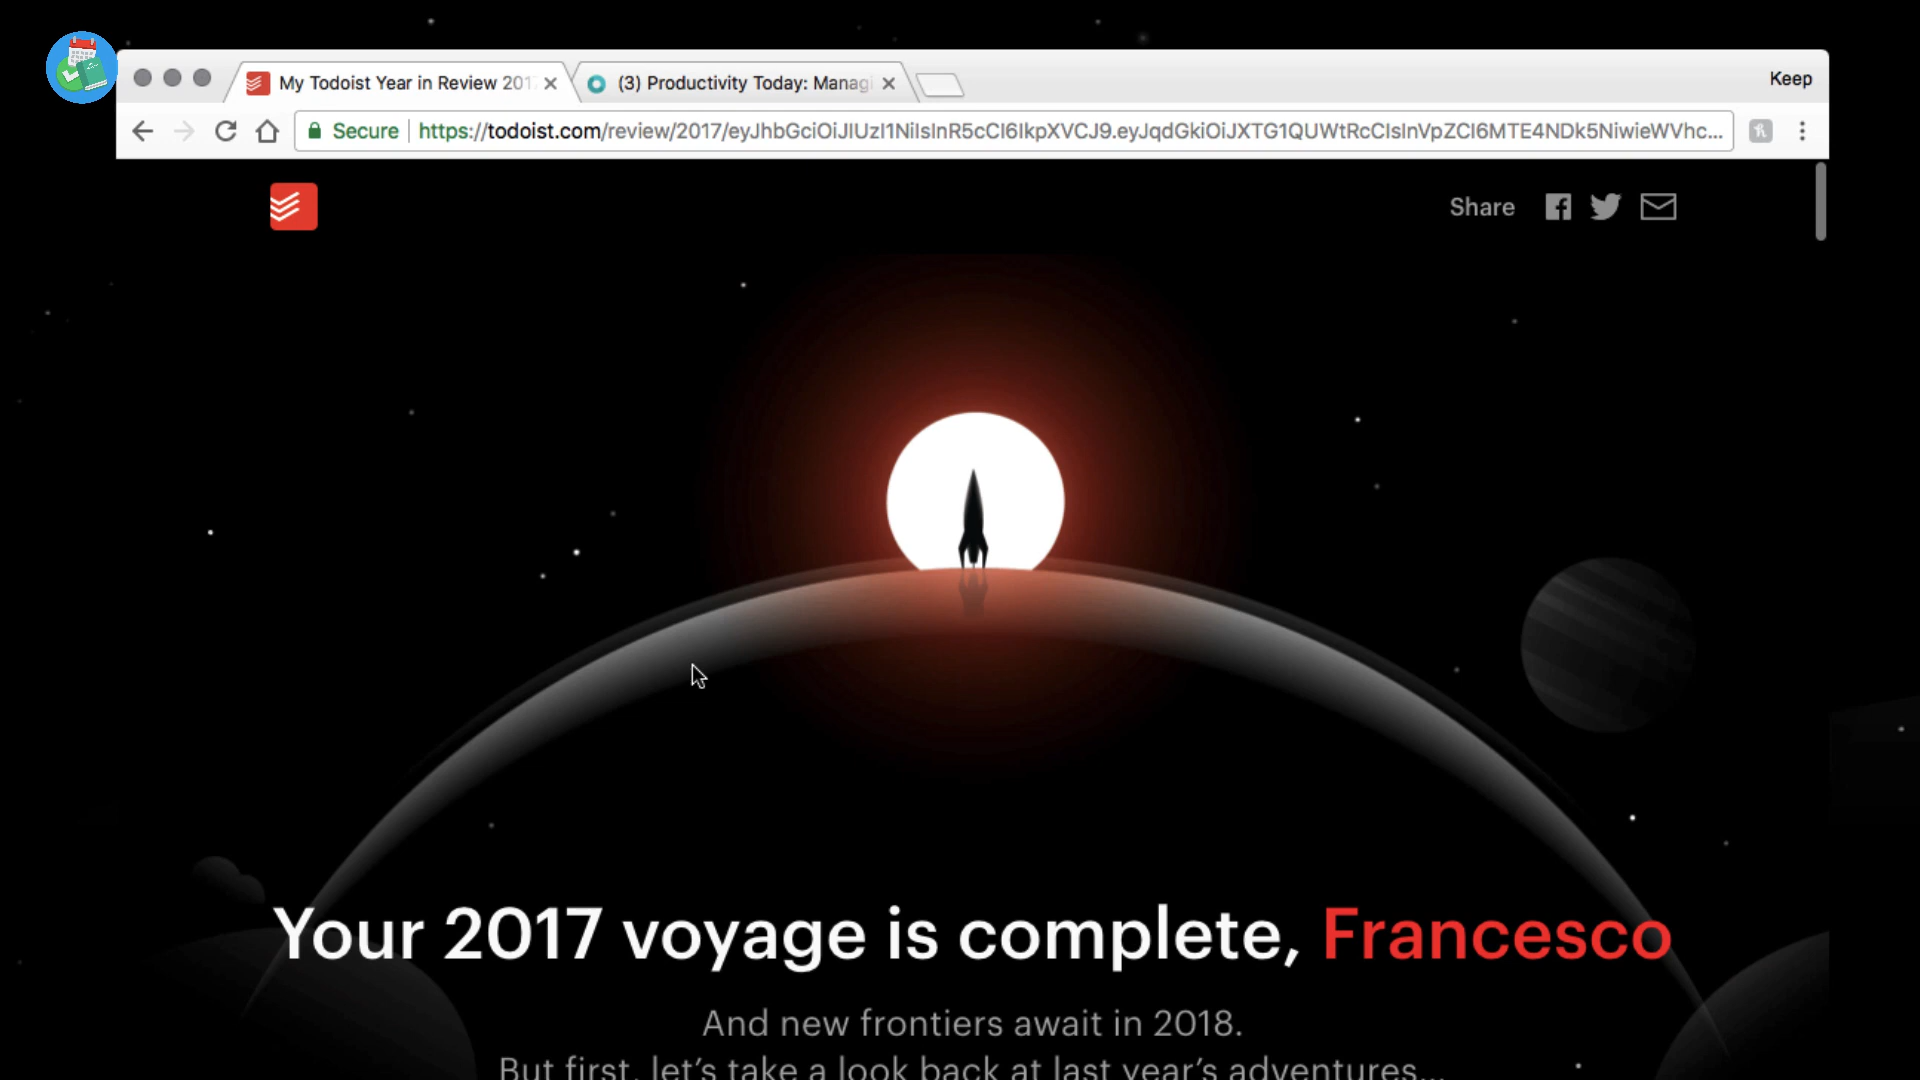 My Todoist Year in Review 201
(3) Productivity Today: Managi
Keep
Secure
https://todoist.com/review/2017/eyJhbGciOiJIUzI1NiIsInR5cCI6IkpXVCJ9.eyJqdGkiOiJXTG1QUWtRcCIsInVpZCI6MTE4NDk5NiwieWVhc...
Share
Your 2017 voyage is complete, Francesco
And new frontiers await in 2018.
But first, let's take a look back at last year's adventures...